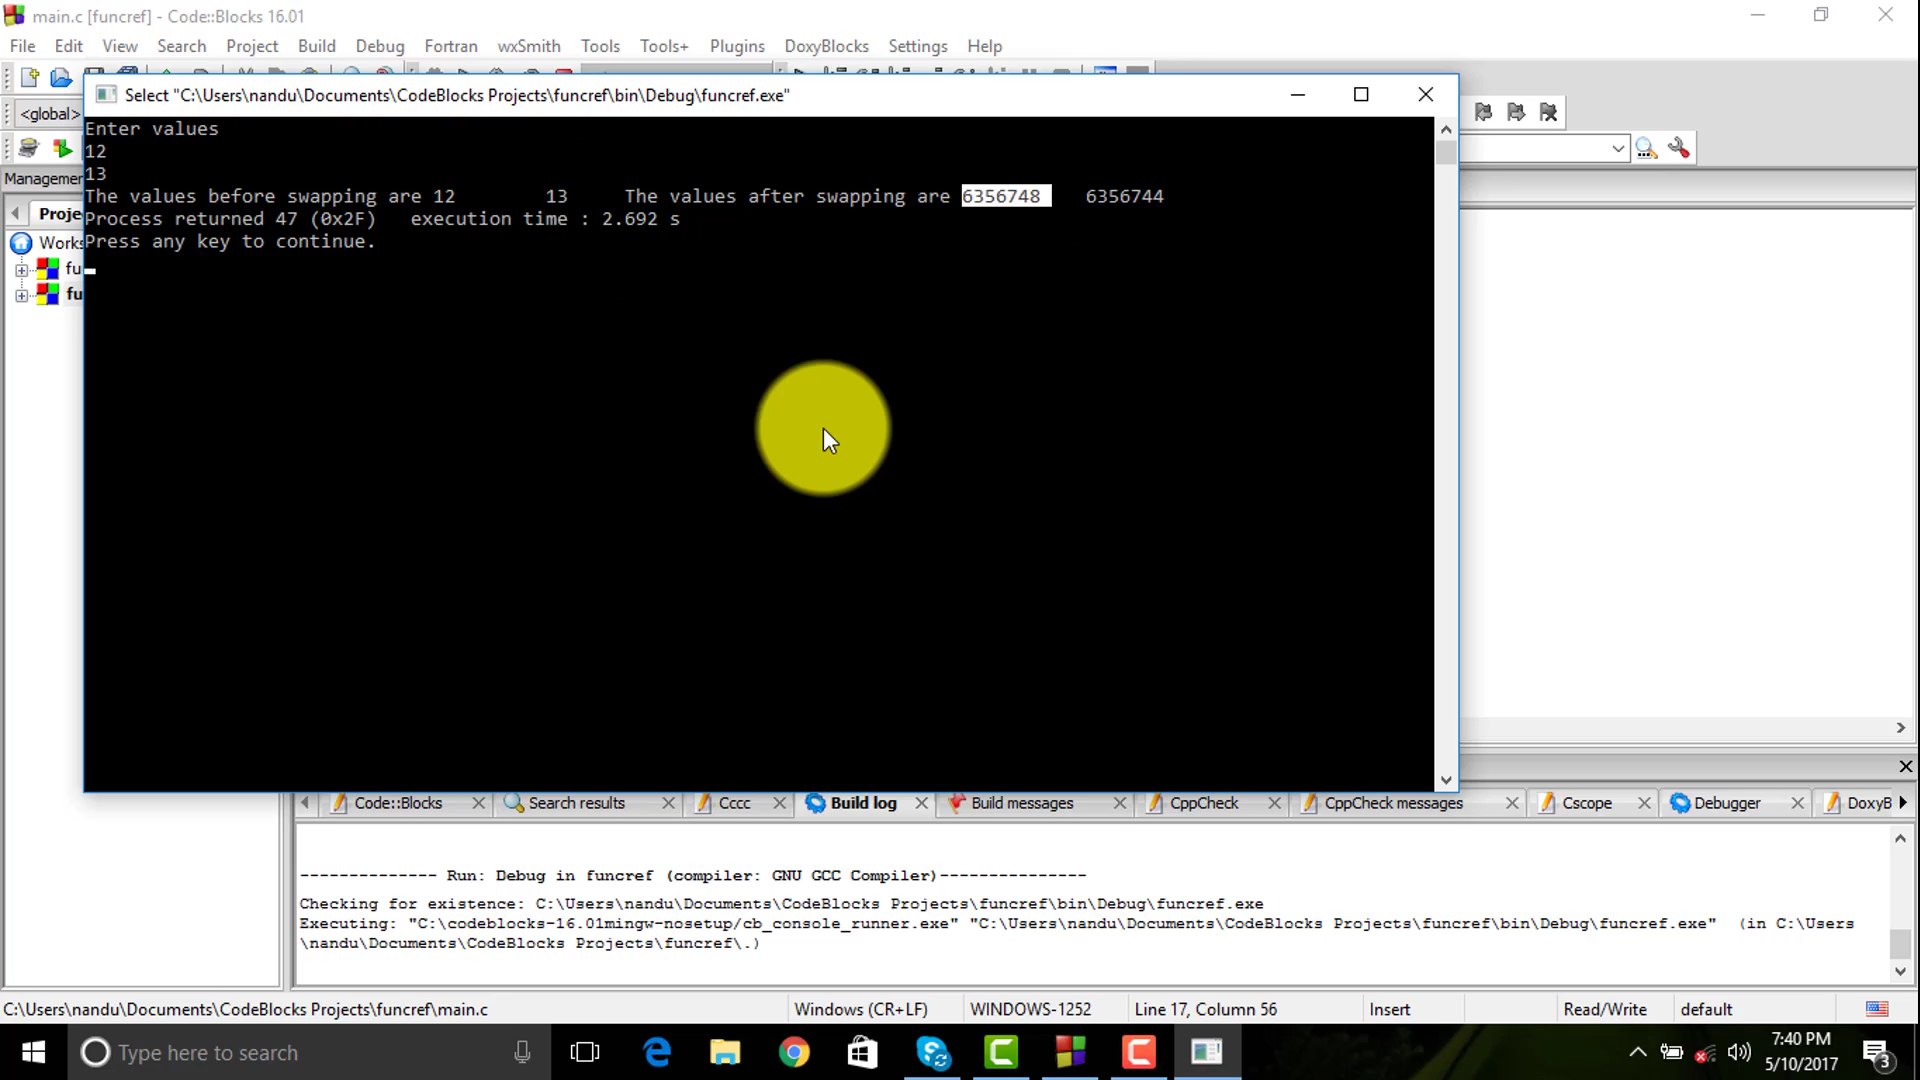 main.c [funcref] - Code::Blocks 16.01
File Edit View Search Project Build Debug Fortran wxSmith Tools Tools+ Plugins DoxyBlocks Settings Help
Select "C:\Users\nandu\Documents\CodeBlocks Projects\funcref\bin\Debug\funcref.exe"
<global>
Enter values
12
13
The values before swapping are 12 13 The values after swapping are 6356748 6356744
Process returned 47 (0x2F) execution time : 2.692 s
Press any key to continue.
Managemen
Proje
Works
fu
fu
Code::Blocks Search results Cccc Build log Build messages CppCheck CppCheck messages Cscope Debugger DoxyB
-------------- Run: Debug in funcref (compiler: GNU GCC Compiler)---------------
Checking for existence: C:\Users\nandu\Documents\CodeBlocks Projects\funcref\bin\Debug\funcref.exe
Executing: "C:\codeblocks-16.01mingw-nosetup/cb_console_runner.exe" "C:\Users\nandu\Documents\CodeBlocks Projects\funcref\bin\Debug\funcref.exe" (in C:\Users
\nandu\Documents\CodeBlocks Projects\funcref\.)
C:\Users\nandu\Documents\CodeBlocks Projects\funcref\main.c Windows (CR+LF) WINDOWS-1252 Line 17, Column 56 Insert Read/Write default
Type here to search
7:40 PM
5/10/2017
3